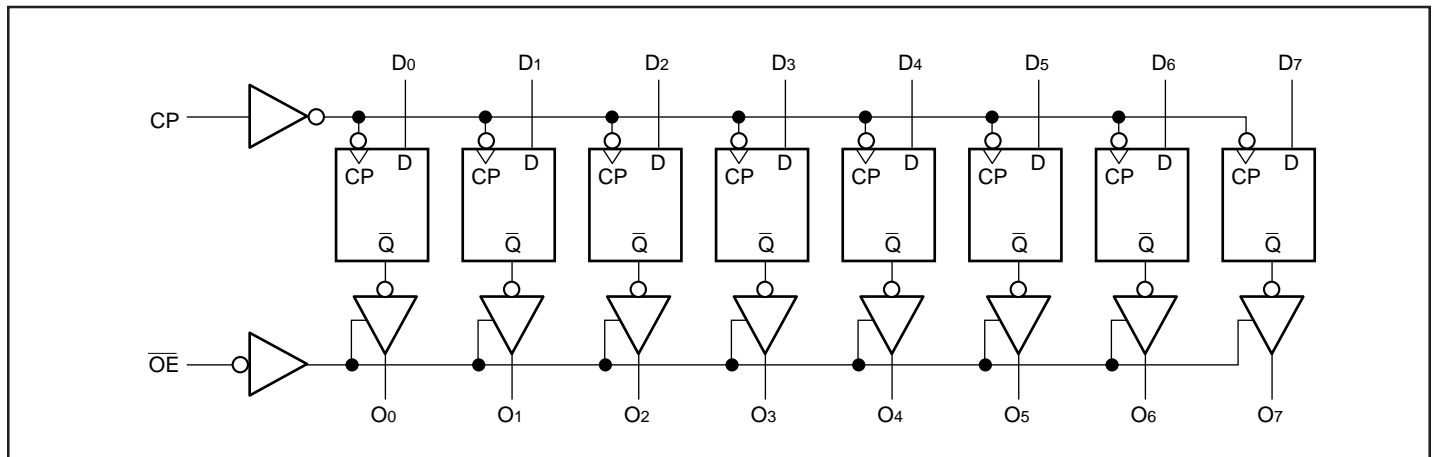 D0 D1 D2 D3 D4 D5 D6 D7
CP
CP D CP D CP D CP D CP D CP D CP D CP D
Q̅ Q̅ Q̅ Q̅ Q̅ Q̅ Q̅ Q̅
O̅E̅
O0 O1 O2 O3 O4 O5 O6 O7